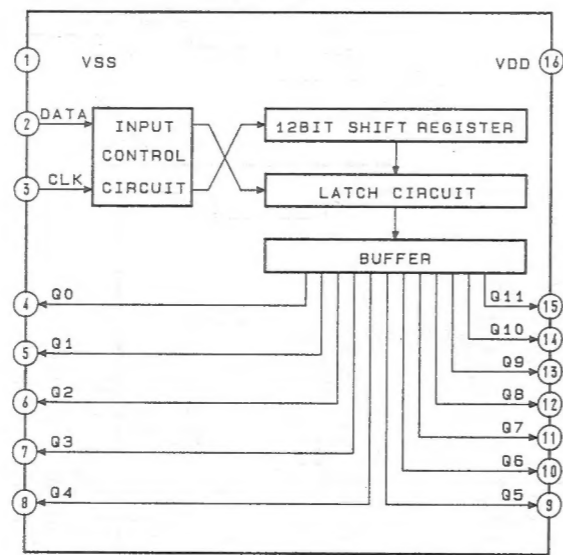 1 VSS VDD 16
2 DATA
INPUT
CONTROL
CIRCUIT
3 CLK
12BIT SHIFT REGISTER
LATCH CIRCUIT
BUFFER
4 Q0 Q11 15
Q10 14
5 Q1 Q9 13
6 Q2 Q8 12
Q7 11
7 Q3 Q6 10
8 Q4 Q5 9